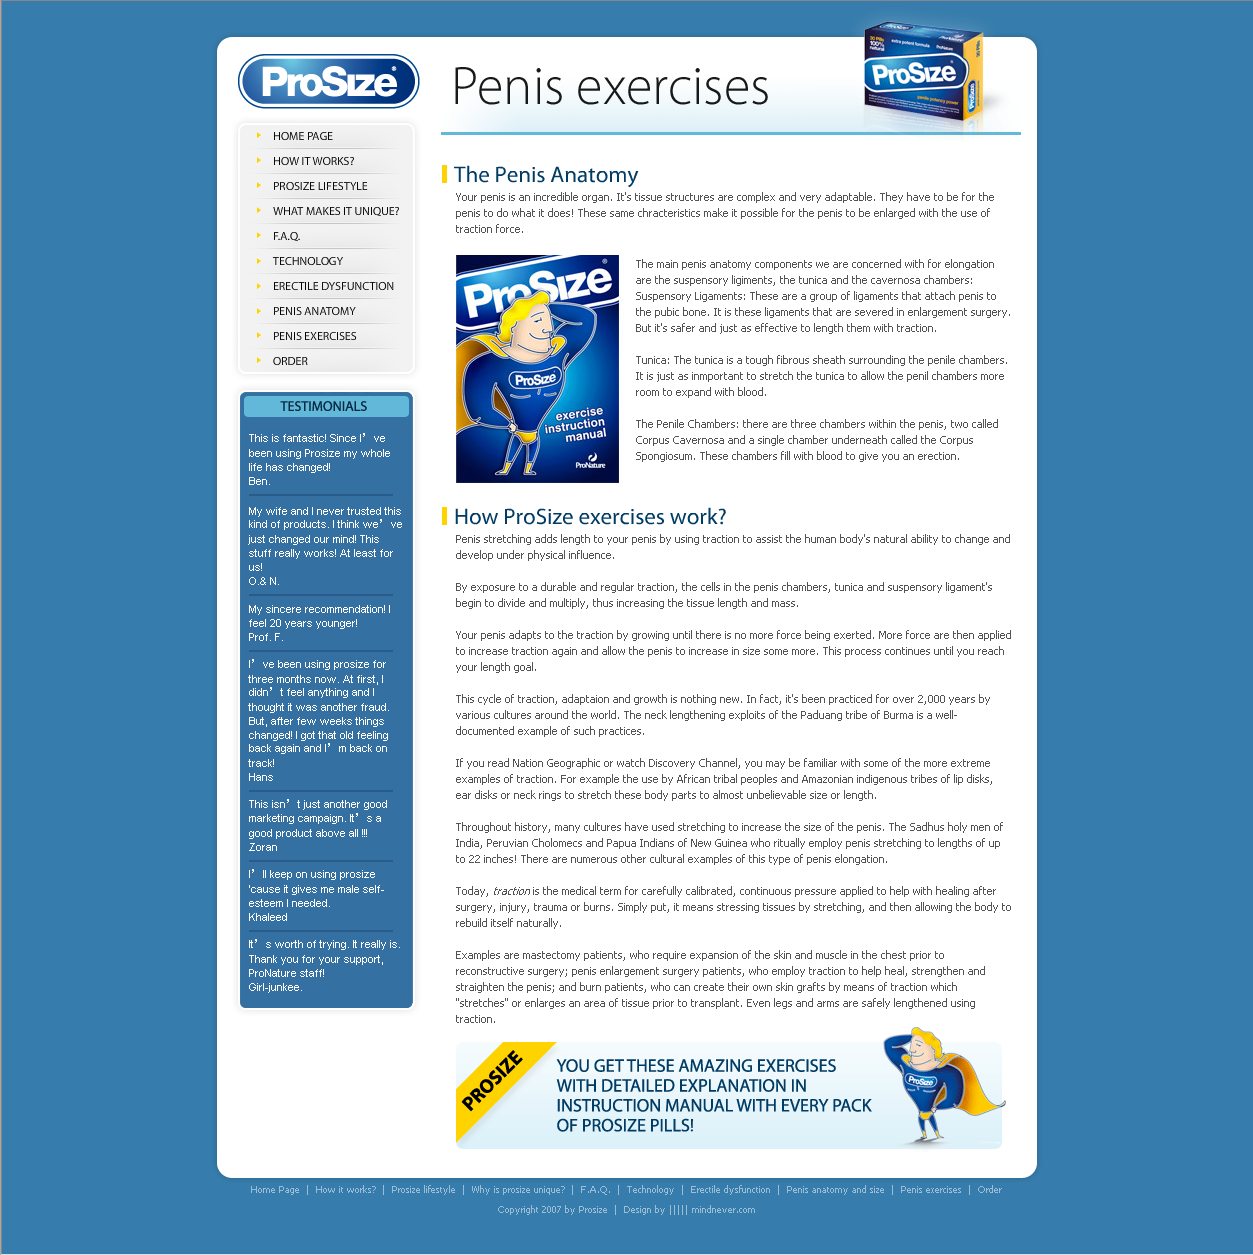 ProSize®
Penis exercises
30 Pills
100%
natural
extra potent formula
ProNature
ProSize
penile potency power
ProSize
HOME PAGE
HOW IT WORKS?
PROSIZE LIFESTYLE
WHAT MAKES IT UNIQUE?
F.A.Q.
TECHNOLOGY
ERECTILE DYSFUNCTION
PENIS ANATOMY
PENIS EXERCISES
ORDER
TESTIMONIALS
This is fantastic! Since I’ve
been using Prosize my whole
life has changed!
Ben.
My wife and I never trusted this
kind of products. I think we’ve
just changed our mind! This
stuff really works! At least for
us!
O.& N.
My sincere recommendation! I
feel 20 years younger!
Prof. F.
I’ve been using prosize for
three months now. At first, I
didn’t feel anything and I
thought it was another fraud.
But, after few weeks things
changed! I got that old feeling
back again and I’m back on
track!
Hans
This isn’t just another good
marketing campaign. It’s a
good product above all !!!
Zoran
I’ll keep on using prosize
'cause it gives me male self-
esteem I needed.
Khaleed
It’s worth of trying. It really is.
Thank you for your support,
ProNature staff!
Girl-junkee.
The Penis Anatomy
Your penis is an incredible organ. It's tissue structures are complex and very adaptable. They have to be for the
penis to do what it does! These same chracteristics make it possible for the penis to be enlarged with the use of
traction force.
ProSize®
ProSize
exercise
instruction
manual
ProNature
The main penis anatomy components we are concerned with for elongation
are the suspensory ligiments, the tunica and the cavernosa chambers:
Suspensory Ligaments: These are a group of ligaments that attach penis to
the pubic bone. It is these ligaments that are severed in enlargement surgery.
But it's safer and just as effective to length them with traction.
Tunica: The tunica is a tough fibrous sheath surrounding the penile chambers.
It is just as inmportant to stretch the tunica to allow the penil chambers more
room to expand with blood.
The Penile Chambers: there are three chambers within the penis, two called
Corpus Cavernosa and a single chamber underneath called the Corpus
Spongiosum. These chambers fill with blood to give you an erection.
How ProSize exercises work?
Penis stretching adds length to your penis by using traction to assist the human body's natural ability to change and
develop under physical influence.
By exposure to a durable and regular traction, the cells in the penis chambers, tunica and suspensory ligament's
begin to divide and multiply, thus increasing the tissue length and mass.
Your penis adapts to the traction by growing until there is no more force being exerted. More force are then applied
to increase traction again and allow the penis to increase in size some more. This process continues until you reach
your length goal.
This cycle of traction, adaptaion and growth is nothing new. In fact, it's been practiced for over 2,000 years by
various cultures around the world. The neck lengthening exploits of the Paduang tribe of Burma is a well-
documented example of such practices.
If you read Nation Geographic or watch Discovery Channel, you may be familiar with some of the more extreme
examples of traction. For example the use by African tribal peoples and Amazonian indigenous tribes of lip disks,
ear disks or neck rings to stretch these body parts to almost unbelievable size or length.
Throughout history, many cultures have used stretching to increase the size of the penis. The Sadhus holy men of
India, Peruvian Cholomecs and Papua Indians of New Guinea who ritually employ penis stretching to lengths of up
to 22 inches! There are numerous other cultural examples of this type of penis elongation.
Today, traction is the medical term for carefully calibrated, continuous pressure applied to help with healing after
surgery, injury, trauma or burns. Simply put, it means stressing tissues by stretching, and then allowing the body to
rebuild itself naturally.
Examples are mastectomy patients, who require expansion of the skin and muscle in the chest prior to
reconstructive surgery; penis enlargement surgery patients, who employ traction to help heal, strengthen and
straighten the penis; and burn patients, who can create their own skin grafts by means of traction which
"stretches" or enlarges an area of tissue prior to transplant. Even legs and arms are safely lengthened using
traction.
PROSIZE
YOU GET THESE AMAZING EXERCISES
WITH DETAILED EXPLANATION IN
INSTRUCTION MANUAL WITH EVERY PACK
OF PROSIZE PILLS!
ProSize
Home Page | How it works? | Prosize lifestyle | Why is prosize unique? | F.A.Q. | Technology | Erectile dysfunction | Penis anatomy and size | Penis exercises | Order
Copyright 2007 by Prosize | Design by ||||| mindnever.com